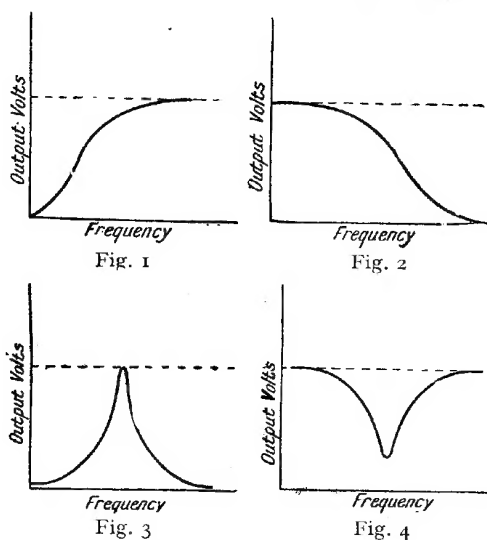 Output Volts
Frequency
Fig. 1
Output Volts
Frequency
Fig. 2
Output Volts
Frequency
Fig. 3
Output Volts
Frequency
Fig. 4